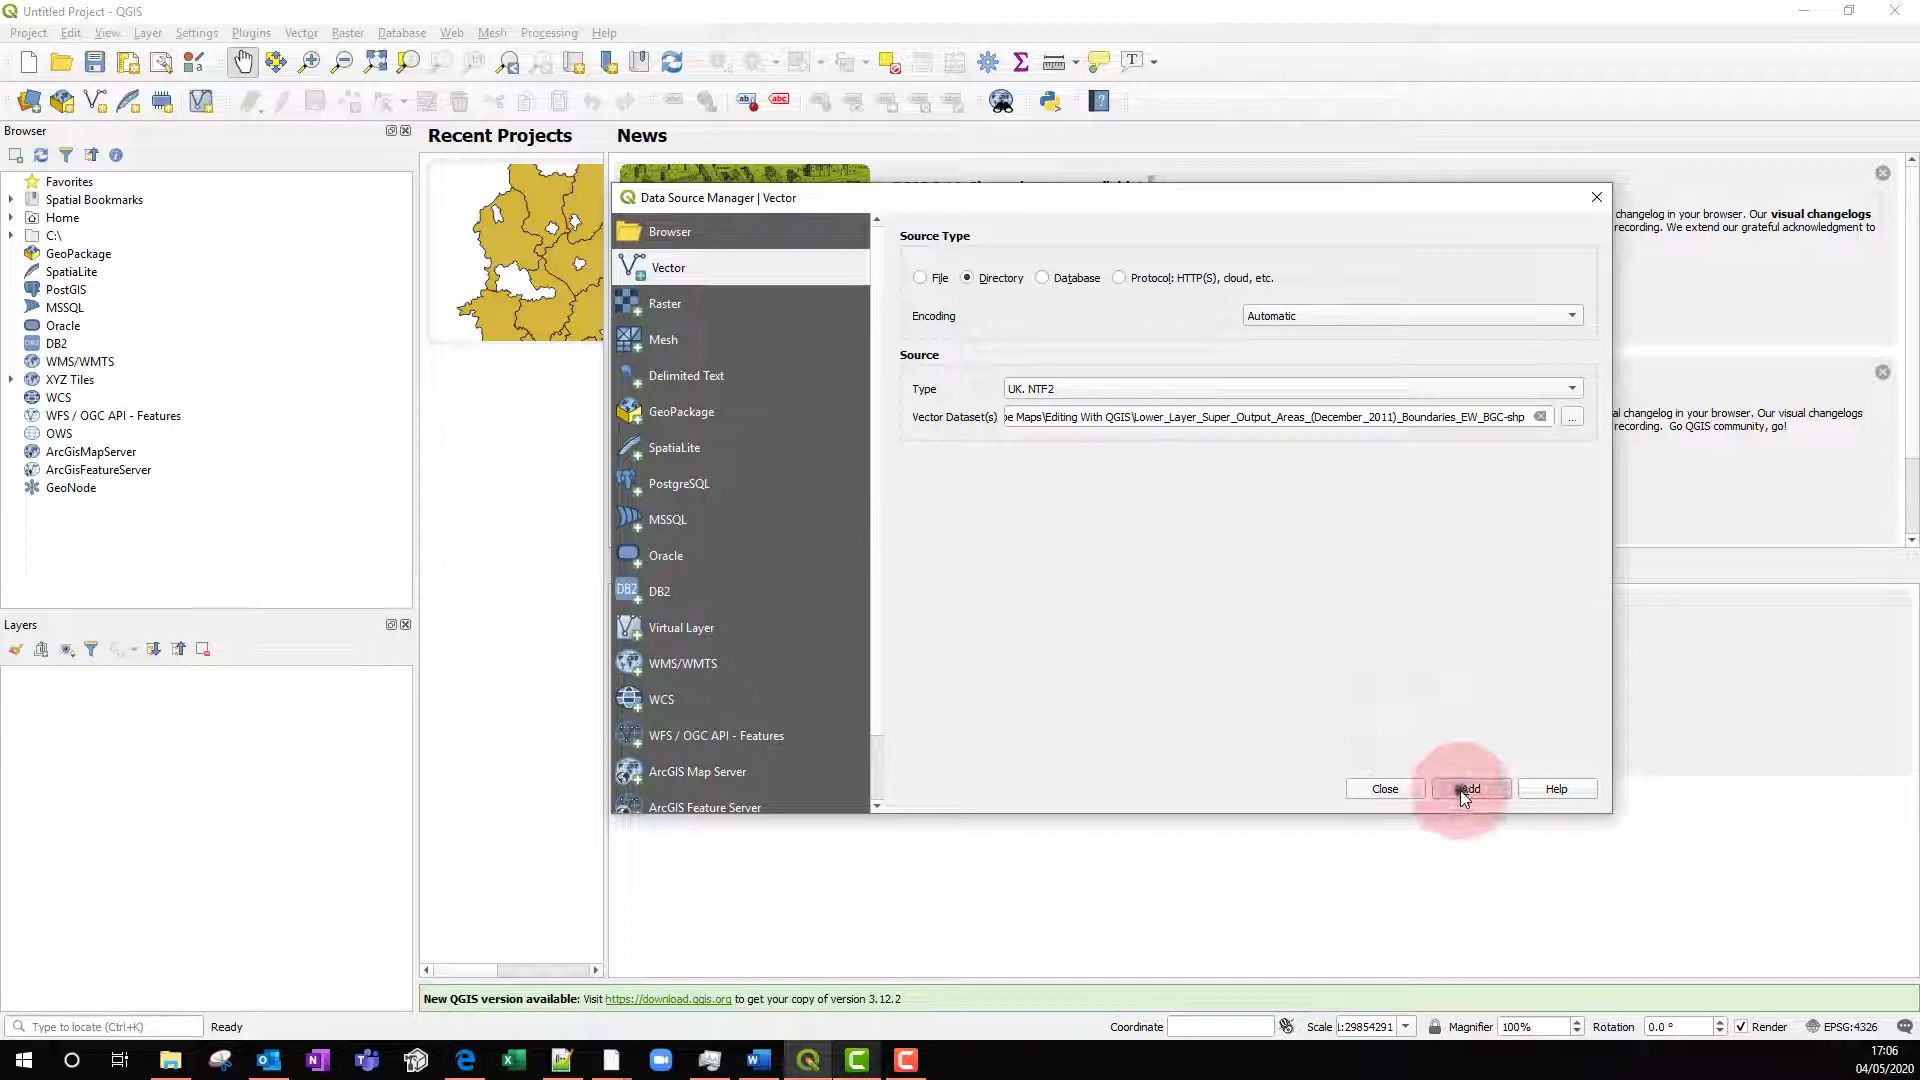 Untitled Project - QGIS
Project Edit View Layer Settings Plugins Vector Raster Database Web Mesh Processing Help
Browser
Favorites
Spatial Bookmarks
Home
C:\
GeoPackage
SpatiaLite
PostGIS
MSSQL
Oracle
DB2
WMS/WMTS
XYZ Tiles
WCS
WFS / OGC API - Features
OWS
ArcGisMapServer
ArcGisFeatureServer
GeoNode
Layers
Recent Projects
News
changelog in your browser. Our visual changelogs
recording. We extend our grateful acknowledgment to
changelog in your browser. Our visual changelogs
recording. Go QGIS community, go!
Data Source Manager | Vector
Browser
Vector
Raster
Mesh
Delimited Text
GeoPackage
SpatiaLite
PostgreSQL
MSSQL
Oracle
DB2
Virtual Layer
WMS/WMTS
WCS
WFS / OGC API - Features
ArcGIS Map Server
ArcGIS Feature Server
Source Type
File Directory Database Protocol: HTTP(S), cloud, etc.
Encoding Automatic
Source
Type UK. NTF2
Vector Dataset(s) pe Maps\Editing With QGIS\Lower_Layer_Super_Output_Areas_(December_2011)_Boundaries_EW_BGC-shp ...
Close Add Help
New QGIS version available: Visit https://download.qgis.org to get your copy of version 3.12.2
Type to locate (Ctrl+K) Ready Coordinate Scale 1:29854291 Magnifier 100% Rotation 0.0 ° Render EPSG:4326
17:06
04/05/2020